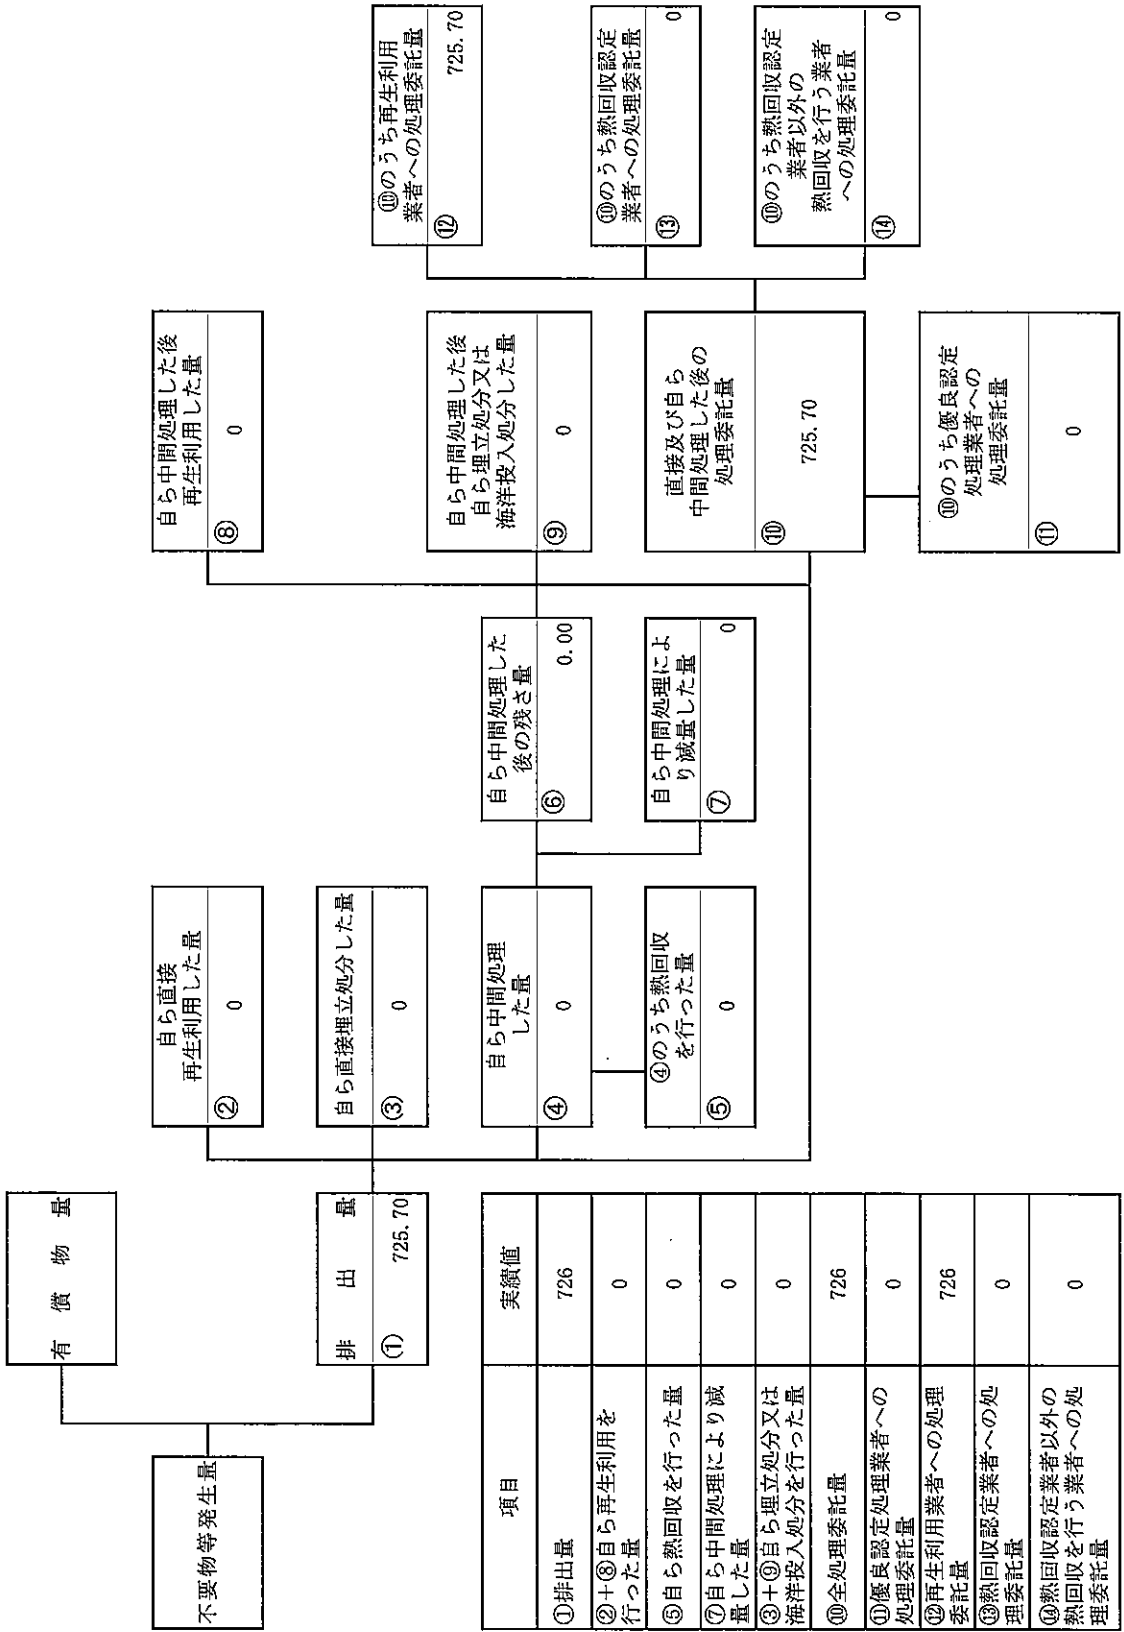 不要物等発生量
有償物量
排出量
① 725.70
自ら直接
再生利用した量
② 0
自ら直接埋立処分した量
③ 0
自ら中間処理
した量
④ 0
④のうち熱回収
を行った量
⑤ 0
自ら中間処理した
後の残さ量
⑥ 0.00
自ら中間処理によ
り減量した量
⑦ 0
自ら中間処理した後
再生利用した量
⑧ 0
自ら中間処理した後
自ら埋立処分又は
海洋投入処分した量
⑨ 0
直接及び自ら
中間処理した後の
処理委託量
⑩ 725.70
⑩のうち優良認定
処理業者への
処理委託量
⑪ 0
⑩のうち再生利用
業者への処理委託量
⑫ 725.70
⑩のうち熱回収認定
業者への処理委託量
⑬ 0
⑩のうち熱回収認定
業者以外の
熱回収を行う業者
への処理委託量
⑭ 0
項目 実績値
①排出量 726
②+⑧自ら再生利用を
行った量 0
⑤自ら熱回収を行った量 0
⑦自ら中間処理により減
量した量 0
③+⑨自ら埋立処分又は
海洋投入処分を行った量 0
⑩全処理委託量 726
⑪優良認定処理業者への
処理委託量 0
⑫再生利用業者への処理
委託量 726
⑬熱回収認定業者への処
理委託量 0
⑭熱回収認定業者以外の
熱回収を行う業者への処
理委託量 0